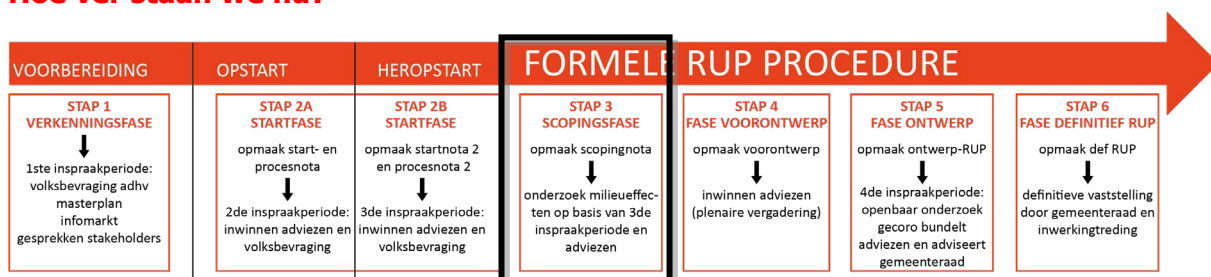 Hoe ver staan we nu?
VOORBEREIDING
OPSTART
HEROPSTART
FORMELE RUP PROCEDURE
STAP 1
VERKENNINGSFASE
1ste inspraakperiode:
volksbevraging adhv
masterplan
infomarkt
gesprekken stakeholders
STAP 2A
STARTFASE
opmaak start- en
procesnota
2de inspraakperiode:
inwinnen adviezen en
volksbevraging
STAP 2B
STARTFASE
opmaak startnota 2
en procesnota 2
3de inspraakperiode:
inwinnen adviezen en
volksbevraging
STAP 3
SCOPINGSFASE
opmaak scopingnota
onderzoek milieueffec-
ten op basis van 3de
inspraakperiode en
adviezen
STAP 4
FASE VOORONTWERP
opmaak voorontwerp
inwinnen adviezen
(plenaire vergadering)
STAP 5
FASE ONTWERP
opmaak ontwerp-RUP
4de inspraakperiode:
openbaar onderzoek
gecoro bundelt
adviezen en adviseert
gemeenteraad
STAP 6
FASE DEFINITIEF RUP
opmaak def RUP
definitieve vaststelling
door gemeenteraad en
inwerkingtreding